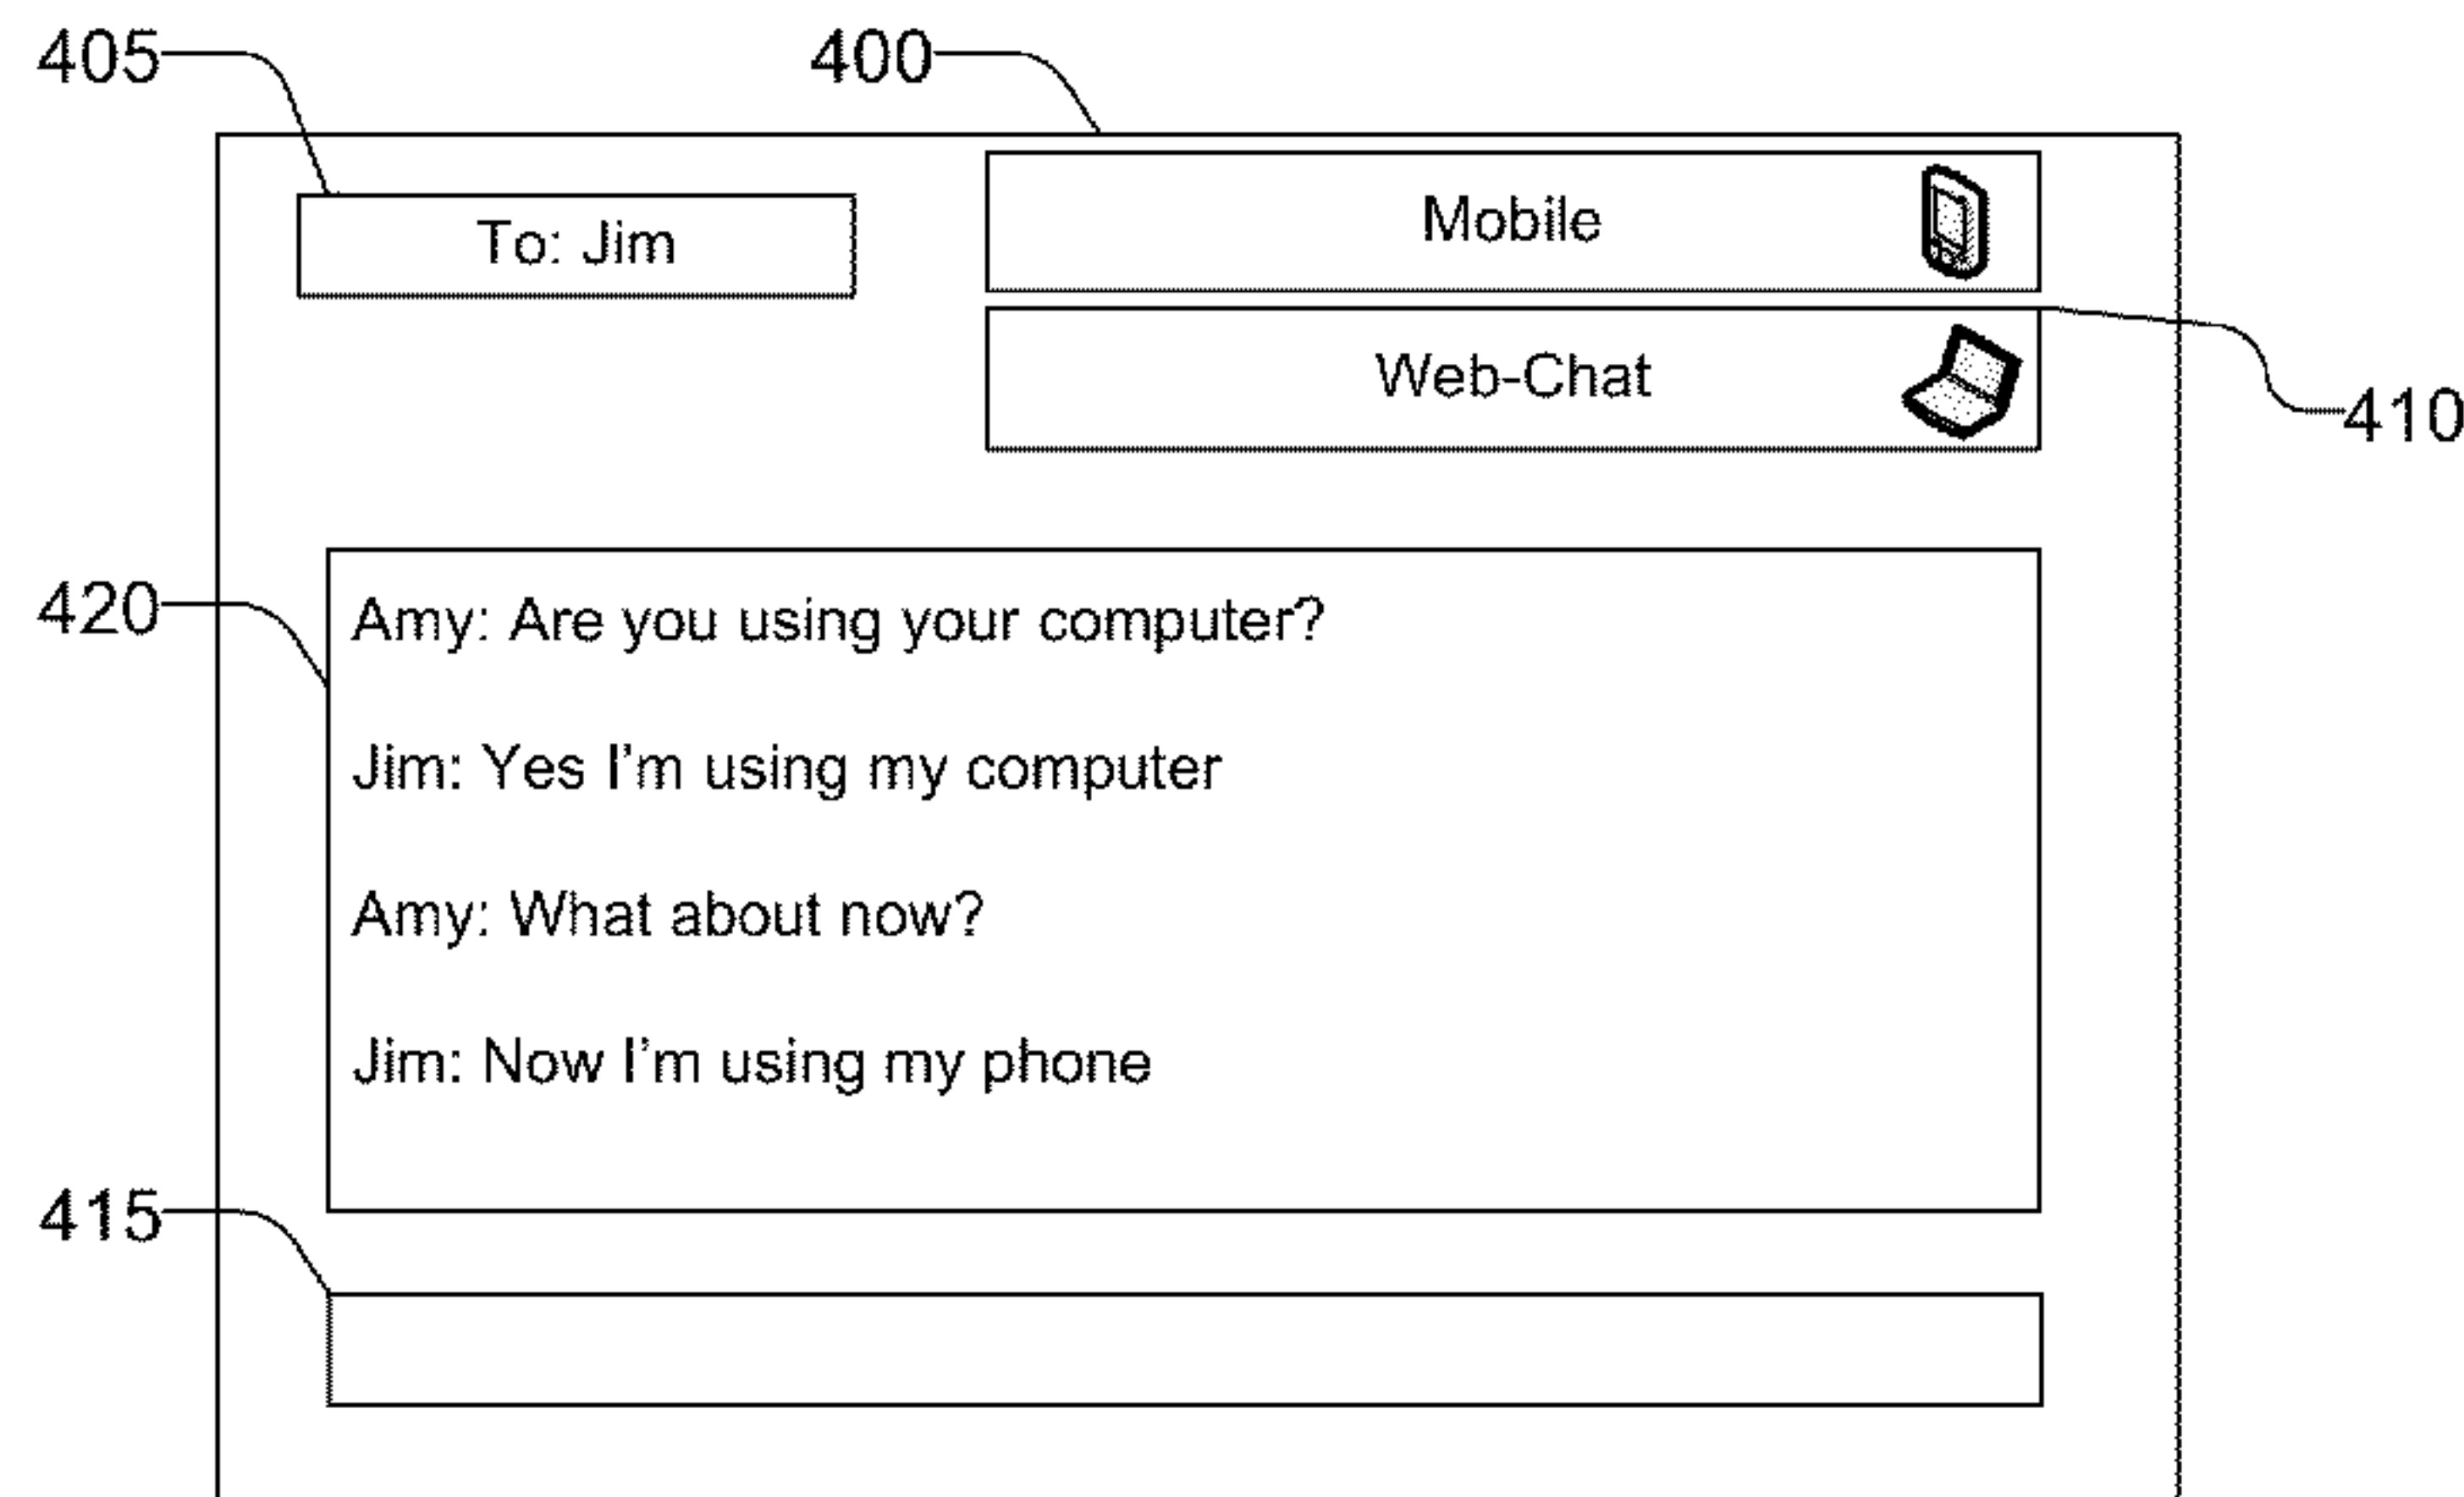 405
400
To: Jim
Mobile
Web-Chat
410
420
Amy: Are you using your computer?
Jim: Yes I'm using my computer
Amy: What about now?
Jim: Now I'm using my phone
415